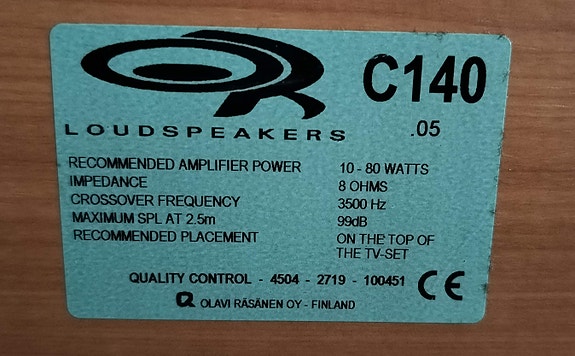 OR C140
LOUDSPEAKERS .05
RECOMMENDED AMPLIFIER POWER 10 - 80 WATTS
IMPEDANCE 8 OHMS
CROSSOVER FREQUENCY 3500 Hz
MAXIMUM SPL AT 2.5m 99dB
RECOMMENDED PLACEMENT ON THE TOP OF
THE TV-SET
QUALITY CONTROL - 4504 - 2719 - 100451 CE
OLAVI RÄSÄNEN OY - FINLAND